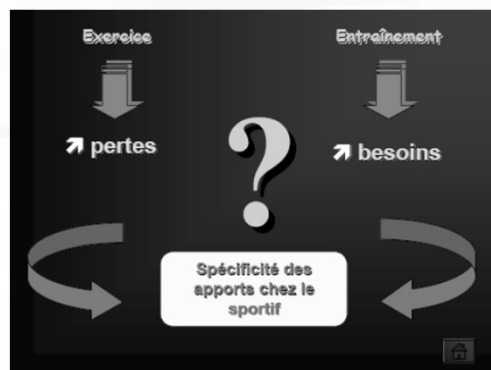 Exercice
Entraînement
↗ pertes
?
↗ besoins
Spécificité des
apports chez le
sportif